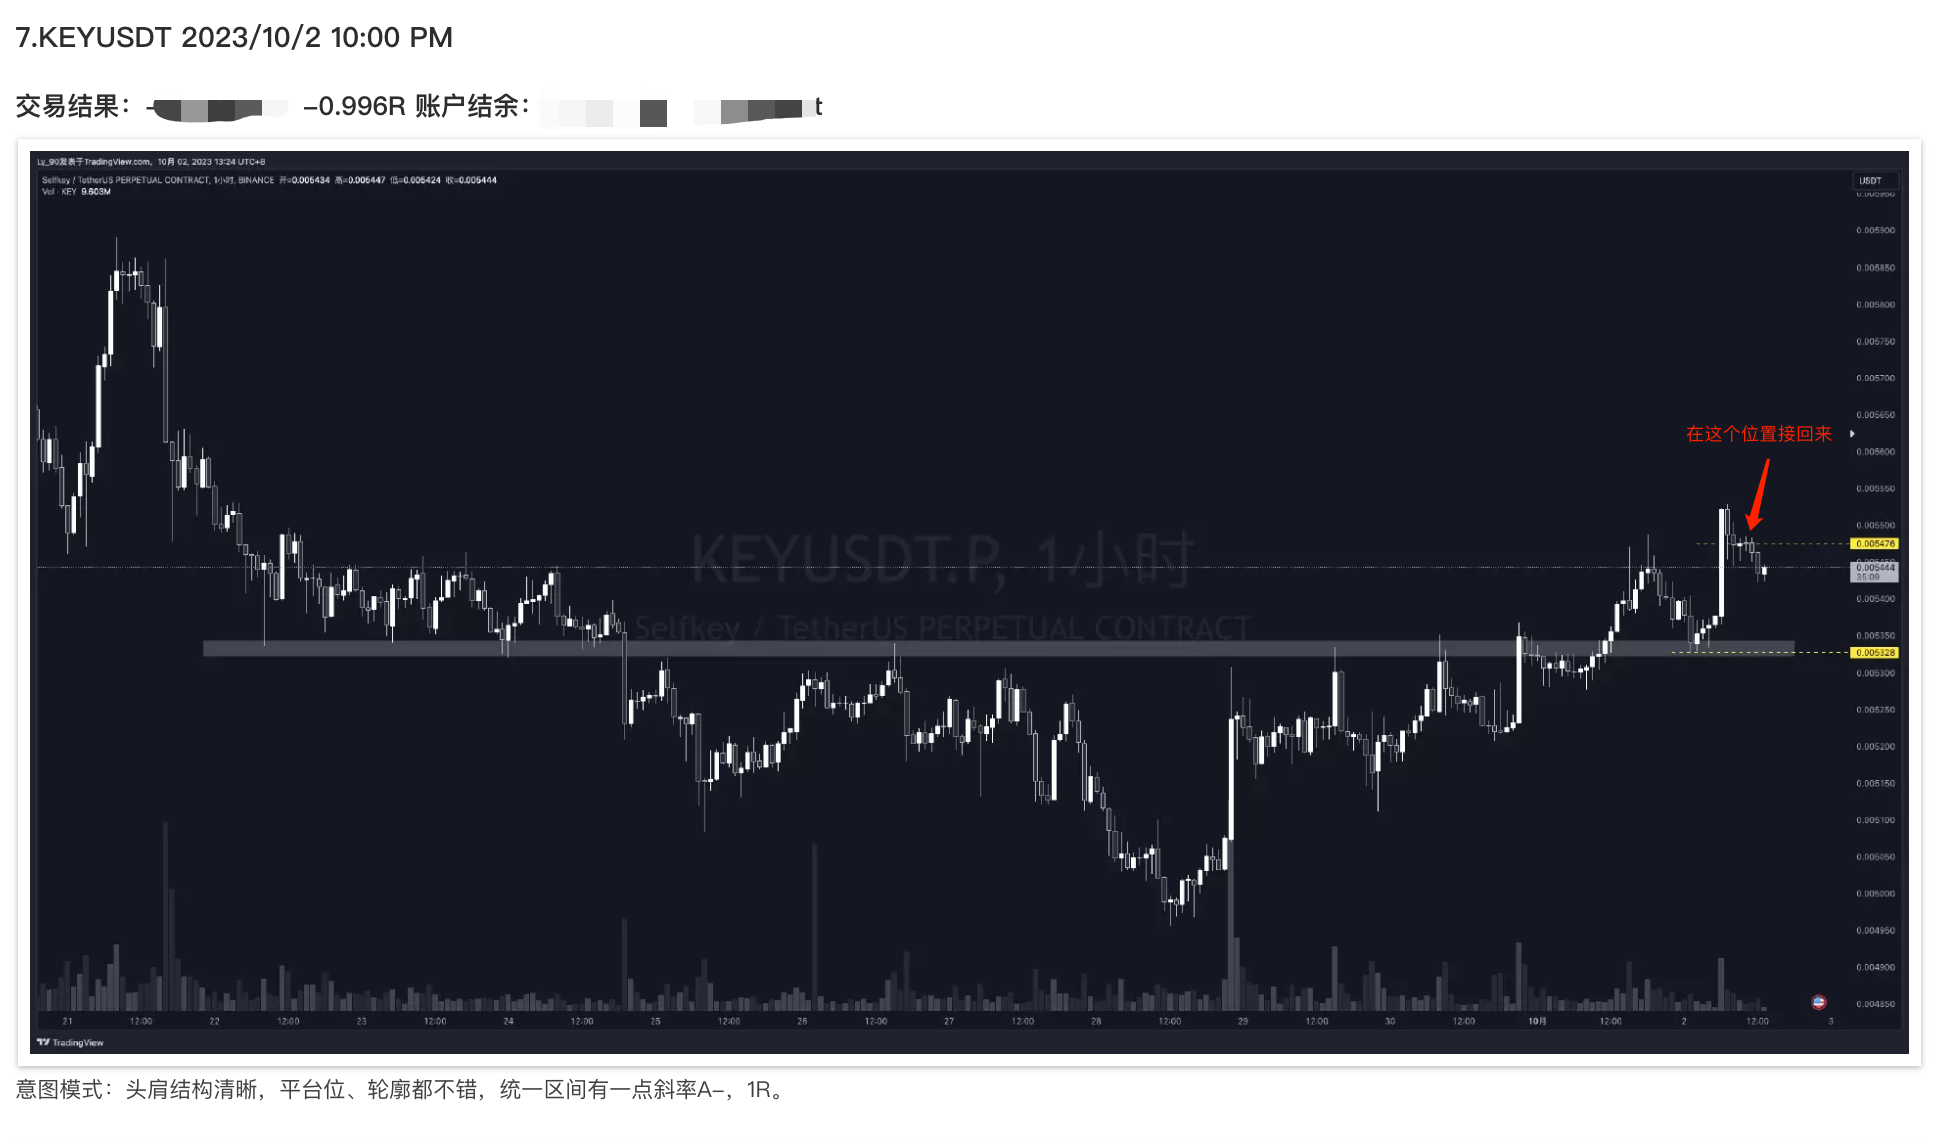 7.KEYUSDT 2023/10/2 10:00 PM
交易结果： -0.996R 账户结余： t
Ly_90发表于TradingView.com, 10月 02, 2023 13:24 UTC+8
Selfkey / TetherUS PERPETUAL CONTRACT, 1小时, BINANCE 开=0.005434 高=0.005447 低=0.005424 收=0.005444
Vol · KEY 9.603M
USDT
0.005950
0.005900
0.005850
0.005800
0.005750
0.005700
0.005650
在这个位置接回来
0.005600
0.005550
0.005500
KEYUSDT.P, 1小时
0.005476
0.005444
35:09
0.005400
Selfkey / TetherUS PERPETUAL CONTRACT
0.005350
0.005328
0.005300
0.005250
0.005200
0.005150
0.005100
0.005050
0.005000
0.004950
0.004900
0.004850
21 12:00 22 12:00 23 12:00 24 12:00 25 12:00 26 12:00 27 12:00 28 12:00 29 12:00 30 12:00 10月 12:00 2 12:00 3
TradingView
意图模式：头肩结构清晰，平台位、轮廓都不错，统一区间有一点斜率A-，1R。